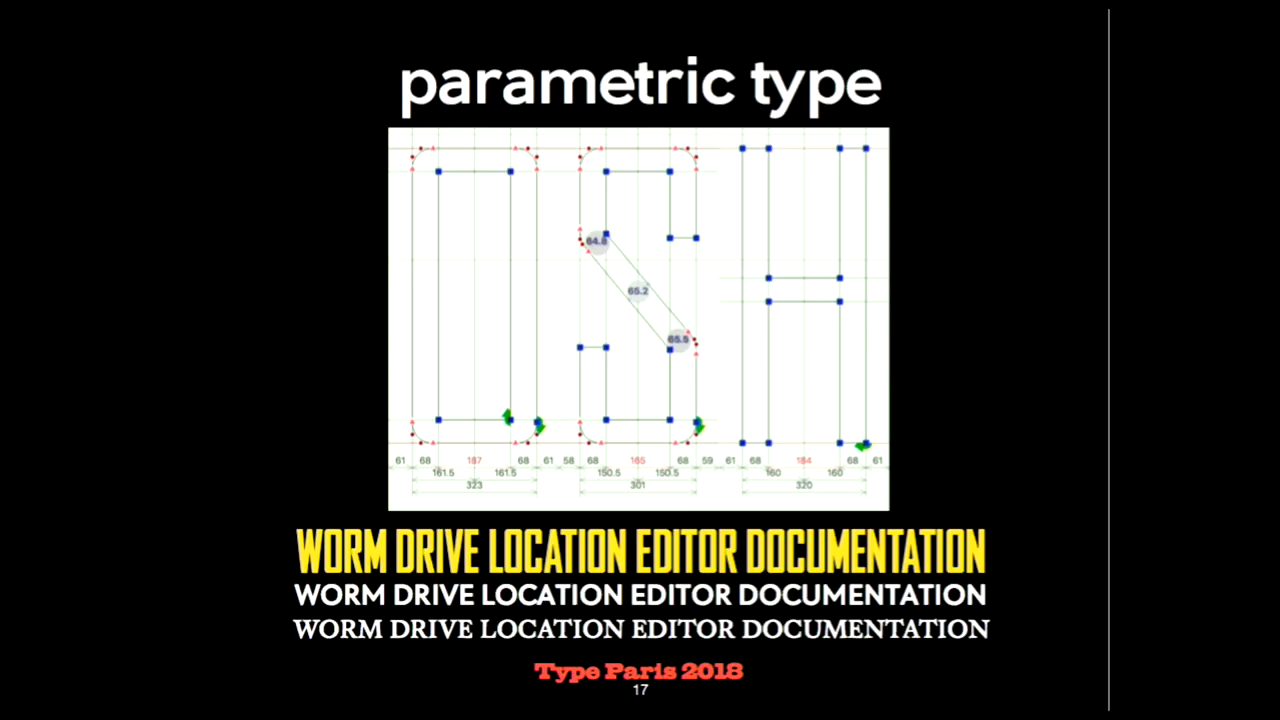 parametric type
64.8
65.2
65.5
61 68 187 68 61 58 68 165 68 59 61 68 184 68 61
161.5 161.5 150.5 150.5 160 160
323 301 320
WORM DRIVE LOCATION EDITOR DOCUMENTATION
WORM DRIVE LOCATION EDITOR DOCUMENTATION
WORM DRIVE LOCATION EDITOR DOCUMENTATION
Type Paris 2018
17